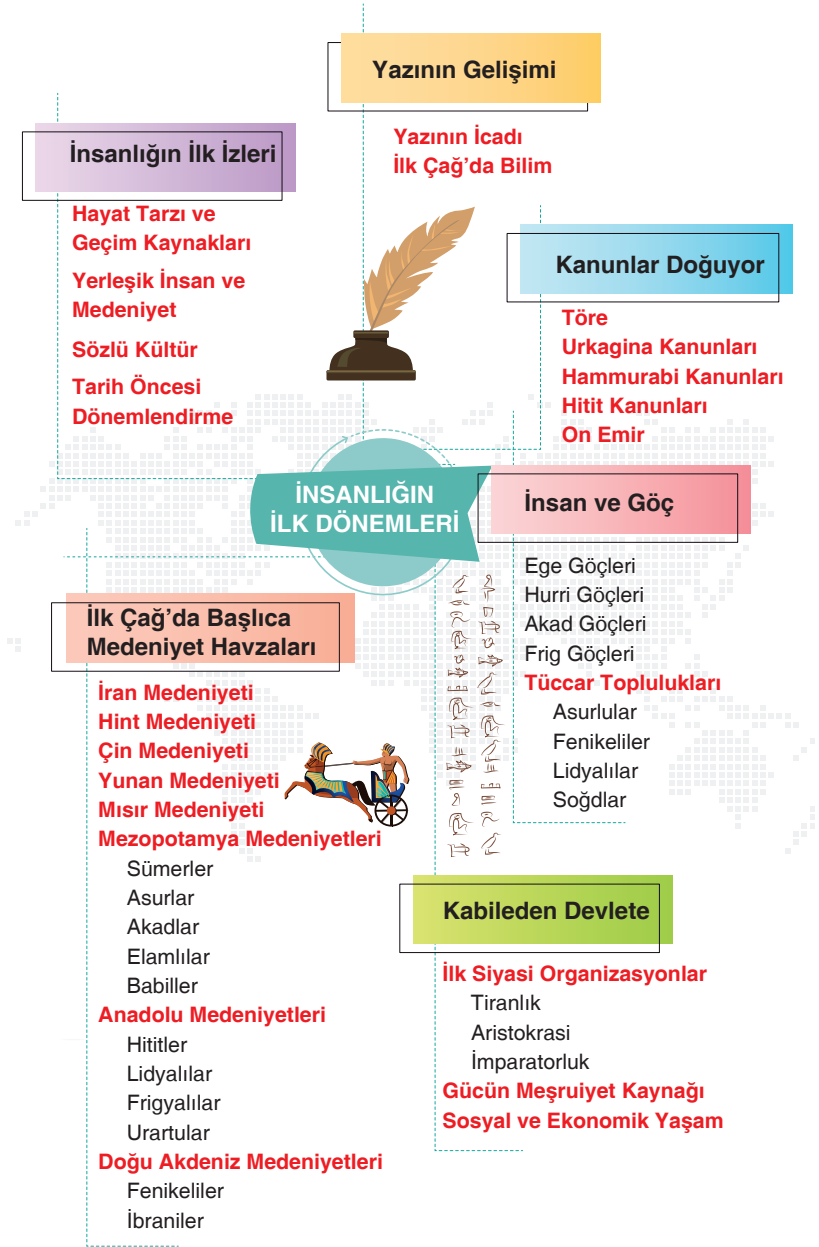 Yazının Gelişimi
Yazının İcadı
İlk Çağ’da Bilim
İnsanlığın İlk İzleri
Hayat Tarzı ve
Geçim Kaynakları
Yerleşik İnsan ve
Medeniyet
Sözlü Kültür
Tarih Öncesi
Dönemlendirme
Kanunlar Doğuyor
Töre
Urkagina Kanunları
Hammurabi Kanunları
Hitit Kanunları
On Emir
İNSANLIĞIN
İLK DÖNEMLERİ
İnsan ve Göç
Ege Göçleri
Hurri Göçleri
Akad Göçleri
Frig Göçleri
Tüccar Toplulukları
Asurlular
Fenikeliler
Lidyalılar
Soğdlar
İlk Çağ’da Başlıca
Medeniyet Havzaları
İran Medeniyeti
Hint Medeniyeti
Çin Medeniyeti
Yunan Medeniyeti
Mısır Medeniyeti
Mezopotamya Medeniyetleri
Sümerler
Asurlar
Akadlar
Elamlılar
Babiller
Anadolu Medeniyetleri
Hititler
Lidyalılar
Frigyalılar
Urartular
Doğu Akdeniz Medeniyetleri
Fenikeliler
İbraniler
Kabileden Devlete
İlk Siyasi Organizasyonlar
Tiranlık
Aristokrasi
İmparatorluk
Gücün Meşruiyet Kaynağı
Sosyal ve Ekonomik Yaşam